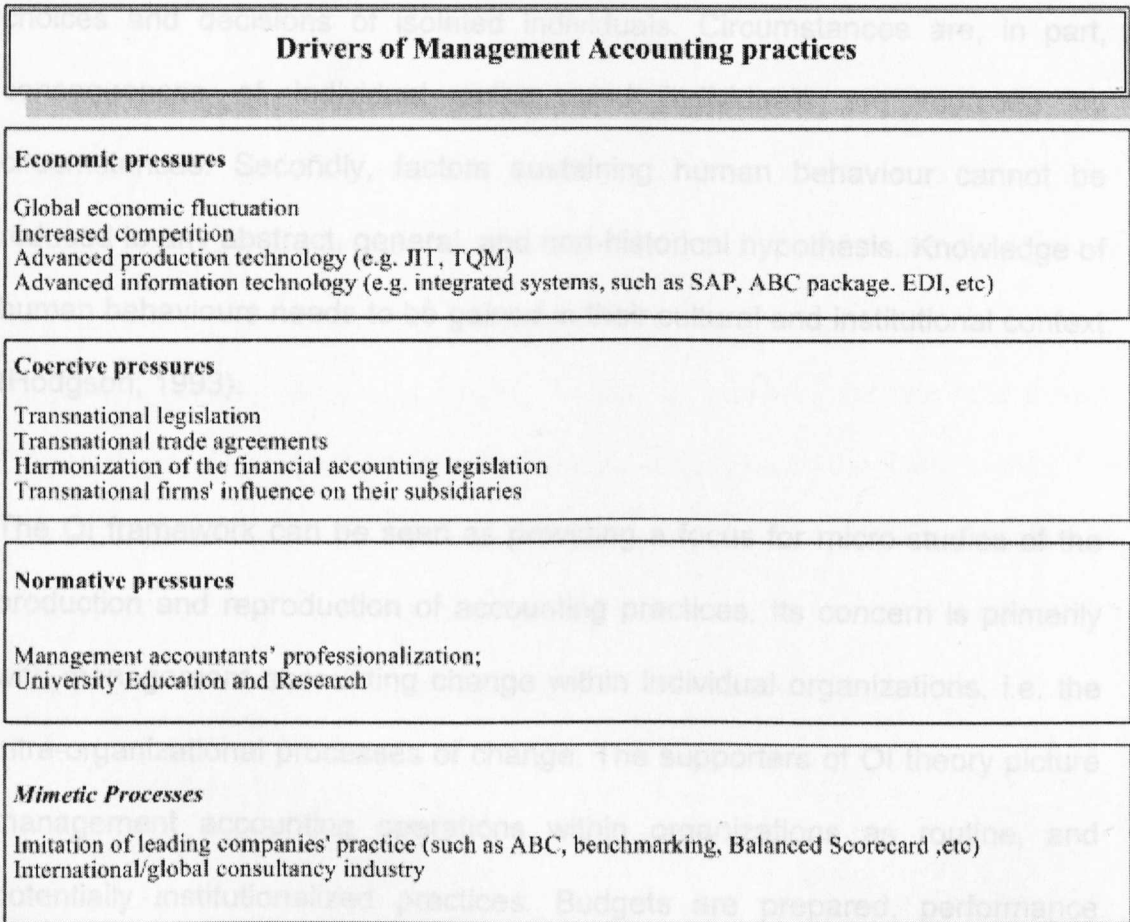 choices and decisions of isolated individuals. Circumstances are, in part,
Drivers of Management Accounting practices
Economic pressures
Secondly, factors sustaining human behaviour cannot be
Global economic fluctuation
Increased competition
abstract, general, and non-historical hypothesis. Knowledge of
Advanced production technology (e.g. JIT, TQM)
Advanced information technology (e.g. integrated systems, such as SAP, ABC package. EDI, etc)
human behaviours needs to be gained in their cultural and institutional context
Coercive pressures
(Hodgson, 1993).
Transnational legislation
Transnational trade agreements
Harmonization of the financial accounting legislation
Transnational firms' influence on their subsidiaries
The OI framework can be seen as providing a focus for micro-studies of the
Normative pressures
production and reproduction of accounting practices. Its concern is primarily
Management accountants' professionalization;
University Education and Research
change within individual organizations, i.e. the
intra-organizational processes of change. The supporters of OI theory picture
Mimetic Processes
management accounting operations within organizations as routine, and
Imitation of leading companies' practice (such as ABC, benchmarking, Balanced Scorecard ,etc)
International/global consultancy industry
potentially institutionalized practices. Budgets are prepared, performance